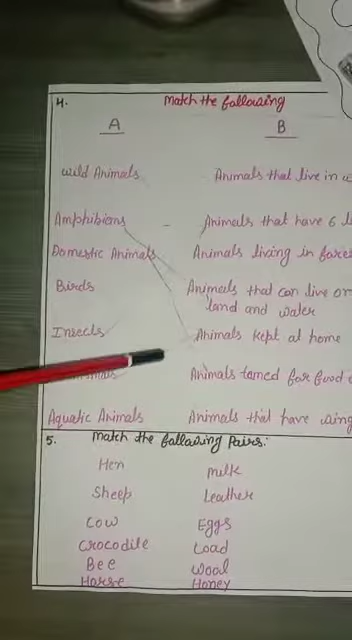 4. Match the following
A B
Wild Animals Animals that live in
Amphibians Animals that have 6
Domestic Animals Animals living in
Birds Animals that can live on
land and water
Insects Animals kept at home
Animals tamed for food
Aquatic Animals Animals that have
5. Match the following Pairs:
Hen Milk
Sheep Leather
Cow Eggs
Crocodile Load
Bee Wool
Horse Honey